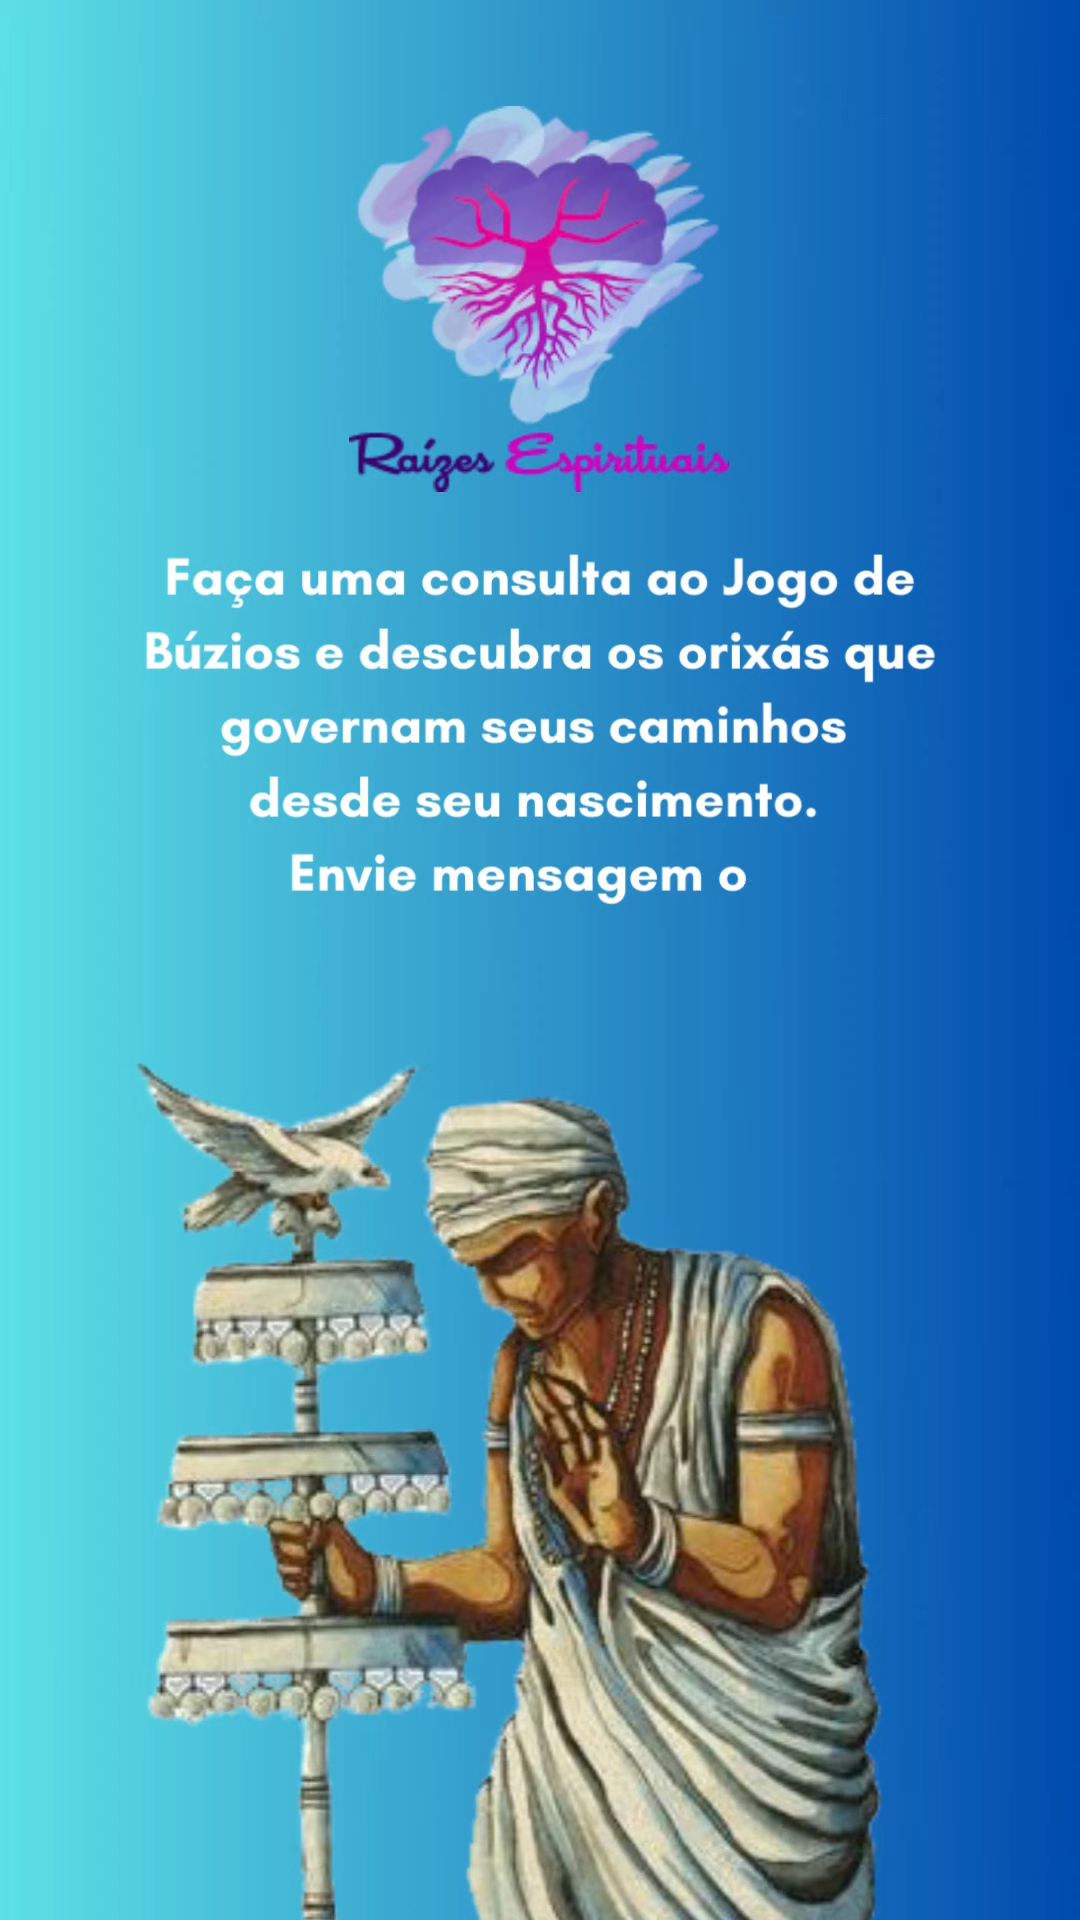 Raízes Espirituais
Faça uma consulta ao Jogo de
Búzios e descubra os orixás que
governam seus caminhos
desde seu nascimento.
Envie mensagem o